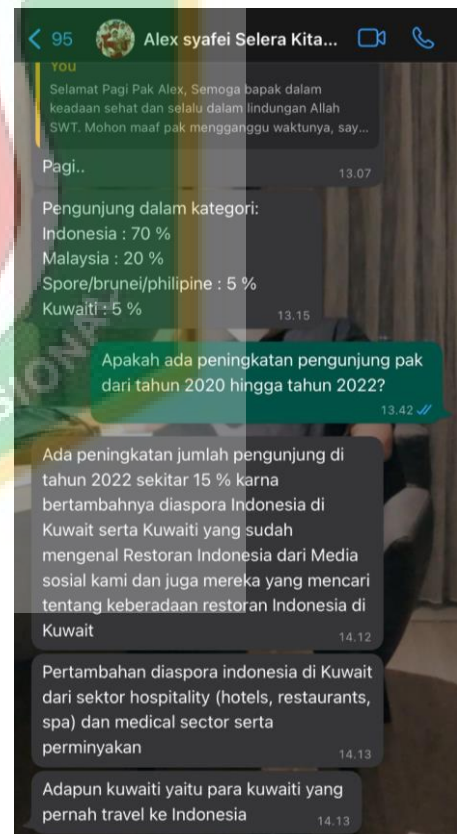 95
Alex syafei Selera Kita...
You
Selamat Pagi Pak Alex, Semoga bapak dalam
keadaan sehat dan selalu dalam lindungan Allah
SWT. Mohon maaf pak mengganggu waktunya, say...
Pagi..
13.07
Pengunjung dalam kategori:
Indonesia : 70 %
Malaysia : 20 %
Spore/brunei/philipine : 5 %
Kuwaiti : 5 %
13.15
Apakah ada peningkatan pengunjung pak
dari tahun 2020 hingga tahun 2022?
13.42
Ada peningkatan jumlah pengunjung di
tahun 2022 sekitar 15 % karna
bertambahnya diaspora Indonesia di
Kuwait serta Kuwaiti yang sudah
mengenal Restoran Indonesia dari Media
sosial kami dan juga mereka yang mencari
tentang keberadaan restoran Indonesia di
Kuwait
14.12
Pertambahan diaspora indonesia di Kuwait
dari sektor hospitality (hotels, restaurants,
spa) dan medical sector serta
perminyakan
14.13
Adapun kuwaiti yaitu para kuwaiti yang
pernah travel ke Indonesia
14.13